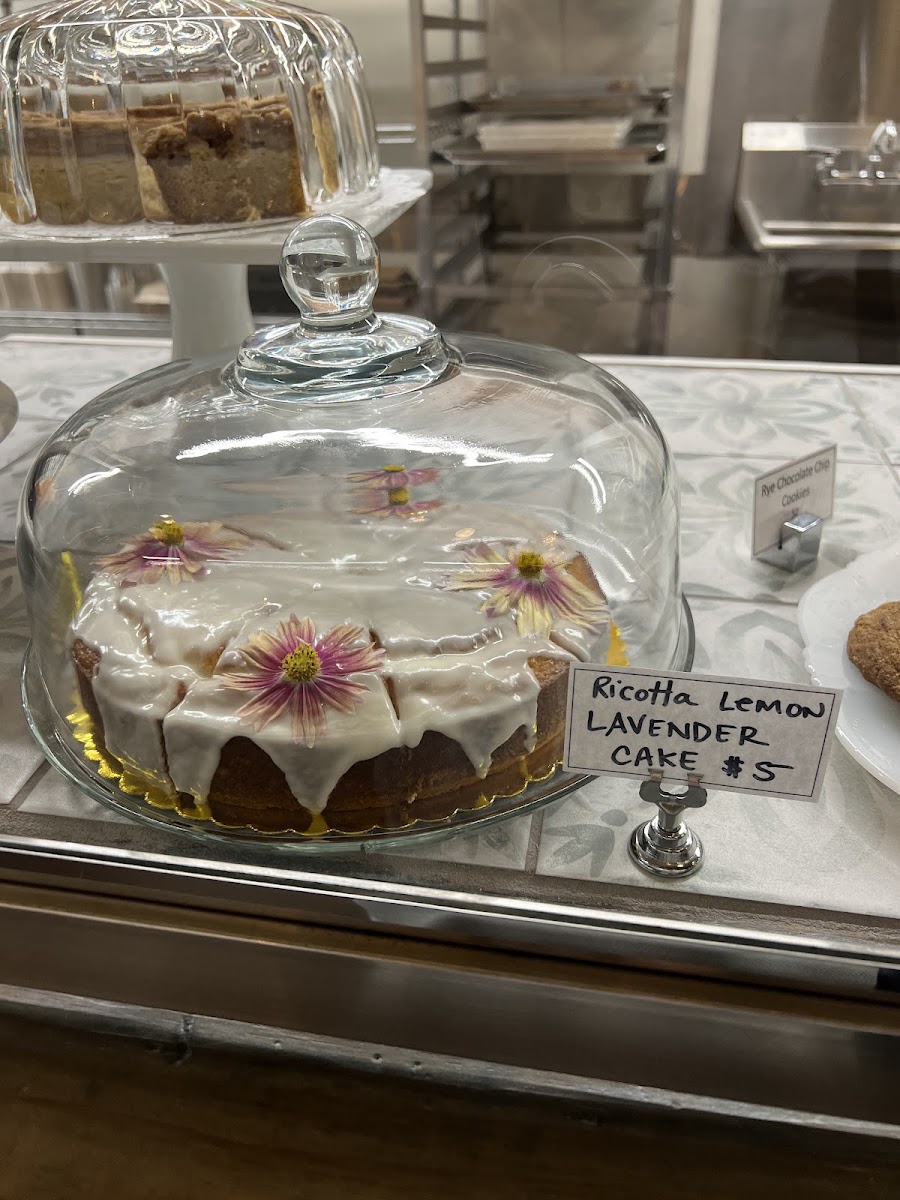 Rye Chocolate Chip
Cookies
Ricotta Lemon
LAVENDER
CAKE $5